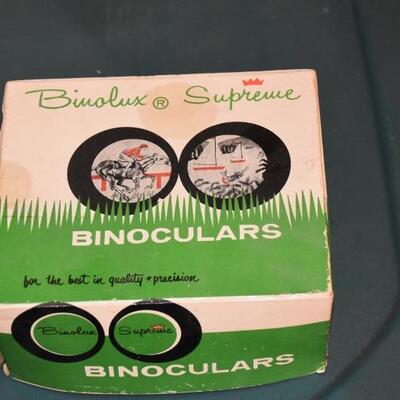 Binolux ® Supreme
BINOCULARS
for the best in quality + precision
Binolux Supreme
BINOCULARS